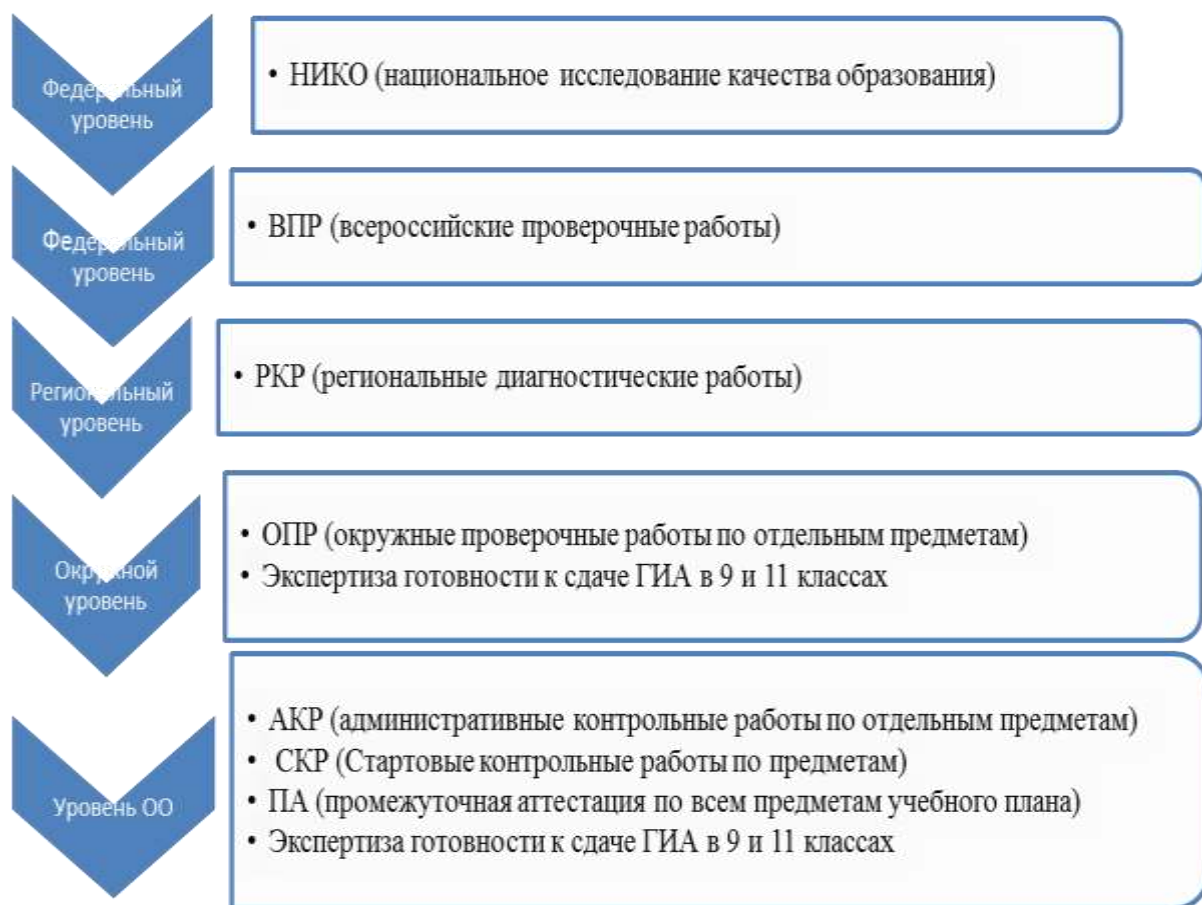 Федеральный
уровень
• НИКО (национальное исследование качества образования)
Федеральный
уровень
• ВПР (всероссийские проверочные работы)
Региональный
уровень
• РКР (региональные диагностические работы)
Окружной
уровень
• ОПР (окружные проверочные работы по отдельным предметам)
• Экспертиза готовности к сдаче ГИА в 9 и 11 классах
Уровень ОО
• АКР (административные контрольные работы по отдельным предметам)
• СКР (Стартовые контрольные работы по предметам)
• ПА (промежуточная аттестация по всем предметам учебного плана)
• Экспертиза готовности к сдаче ГИА в 9 и 11 классах